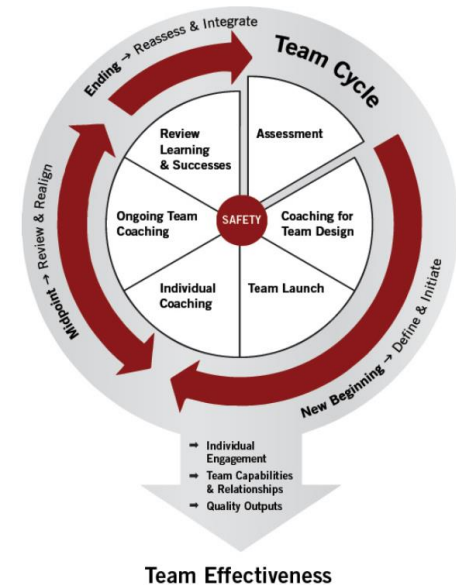 Team Cycle
Ending → Reassess & Integrate
Midpoint → Review & Realign
New Beginning → Define & Initiate
Review
Learning
& Successes
Assessment
Ongoing Team
Coaching
SAFETY
Coaching for
Team Design
Individual
Coaching
Team Launch
→ Individual
Engagement
→ Team Capabilities
& Relationships
→ Quality Outputs
Team Effectiveness